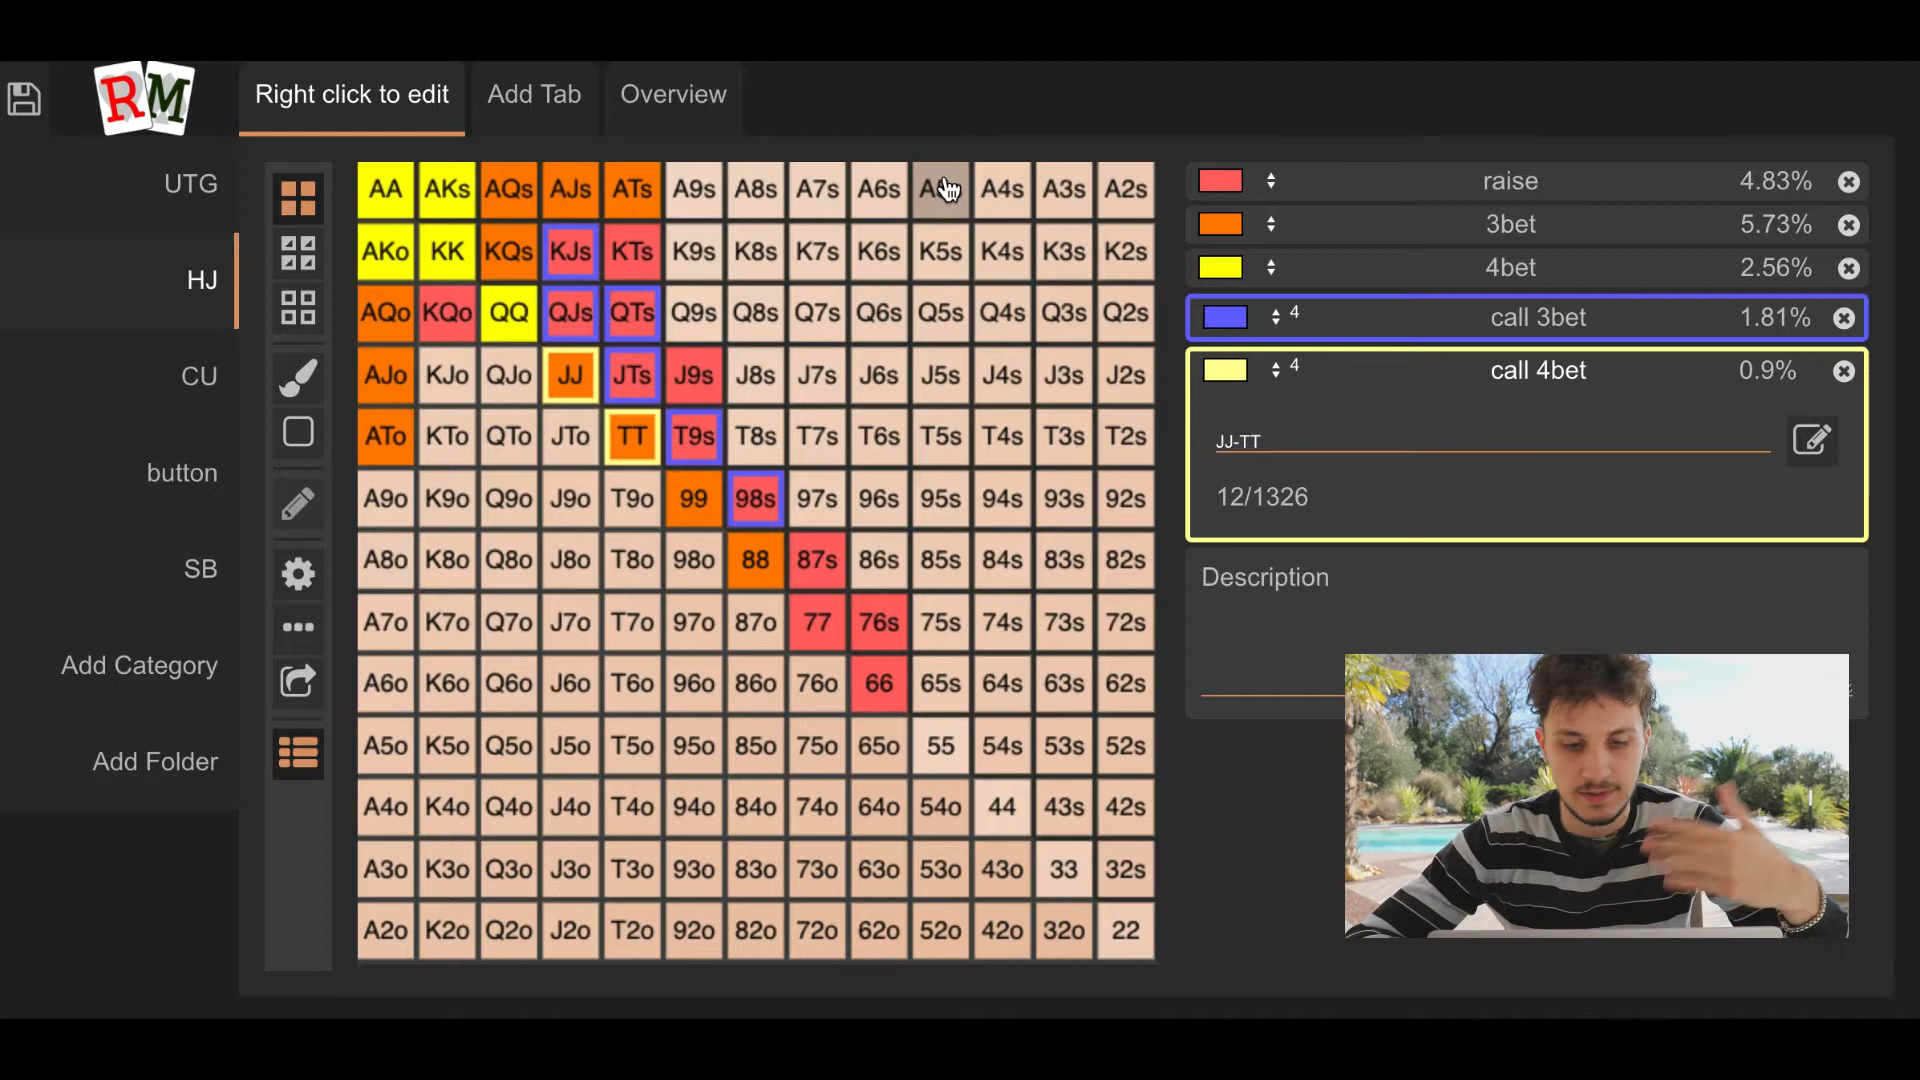 RM
Right click to edit
Add Tab
Overview
UTG
HJ
CU
button
SB
Add Category
Add Folder
AA AKs AQs AJs ATs A9s A8s A7s A6s A4s A3s A2s
AKo KK KQs KJs KTs K9s K8s K7s K6s K5s K4s K3s K2s
AQo KQo QQ QJs QTs Q9s Q8s Q7s Q6s Q5s Q4s Q3s Q2s
AJo KJo QJo JJ JTs J9s J8s J7s J6s J5s J4s J3s J2s
ATo KTo QTo JTo TT T9s T8s T7s T6s T5s T4s T3s T2s
A9o K9o Q9o J9o T9o 99 98s 97s 96s 95s 94s 93s 92s
A8o K8o Q8o J8o T8o 98o 88 87s 86s 85s 84s 83s 82s
A7o K7o Q7o J7o T7o 97o 87o 77 76s 75s 74s 73s 72s
A6o K6o Q6o J6o T6o 96o 86o 76o 66 65s 64s 63s 62s
A5o K5o Q5o J5o T5o 95o 85o 75o 65o 55 54s 53s 52s
A4o K4o Q4o J4o T4o 94o 84o 74o 64o 54o 44 43s 42s
A3o K3o Q3o J3o T3o 93o 83o 73o 63o 53o 43o 33 32s
A2o K2o Q2o J2o T2o 92o 82o 72o 62o 52o 42o 32o 22
raise 4.83%
3bet 5.73%
4bet 2.56%
4 call 3bet 1.81%
4 call 4bet 0.9%
JJ-TT
12/1326
Description